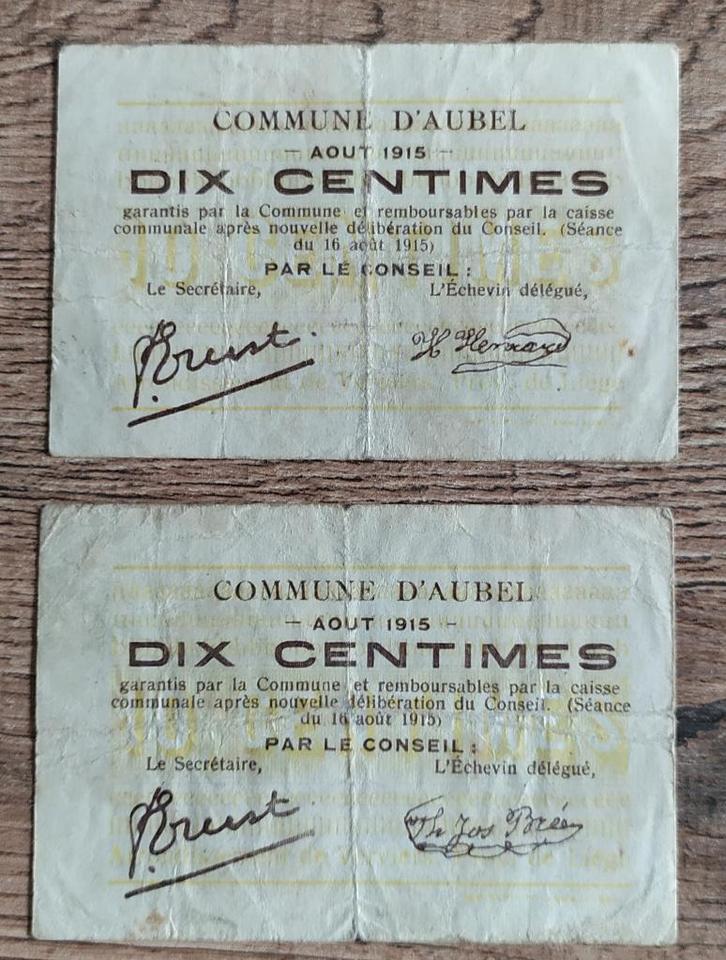 COMMUNE D'AUBEL
— AOUT 1915 —
DIX CENTIMES
garantis par la Commune et remboursables par la caisse
communale après nouvelle délibération du Conseil. (Séance
du 16 août 1915)
PAR LE CONSEIL :
Le Secrétaire, L'Échevin délégué,
H Henrard
COMMUNE D'AUBEL
— AOUT 1915 —
DIX CENTIMES
garantis par la Commune et remboursables par la caisse
communale après nouvelle délibération du Conseil. (Séance
du 16 août 1915)
PAR LE CONSEIL :
Le Secrétaire, L'Échevin délégué,
Th Jos